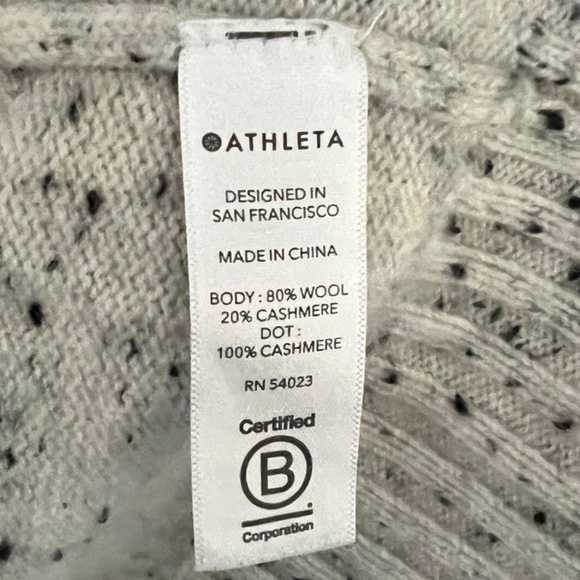 ATHLETA
DESIGNED IN
SAN FRANCISCO
MADE IN CHINA
BODY : 80% WOOL
20% CASHMERE
DOT :
100% CASHMERE
RN 54023
Certified
B
Corporation